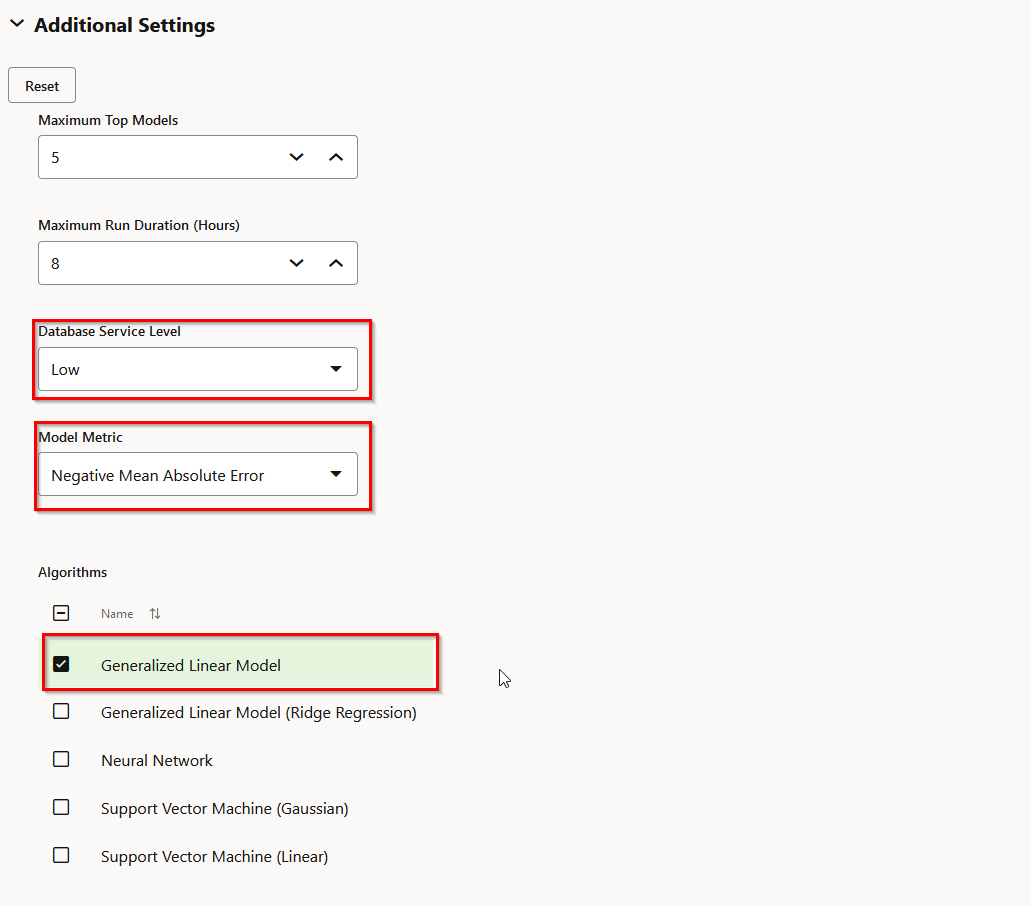 Additional Settings
Reset
Maximum Top Models
5
Maximum Run Duration (Hours)
8
Database Service Level
Low
Model Metric
Negative Mean Absolute Error
Algorithms
Name
Generalized Linear Model
Generalized Linear Model (Ridge Regression)
Neural Network
Support Vector Machine (Gaussian)
Support Vector Machine (Linear)